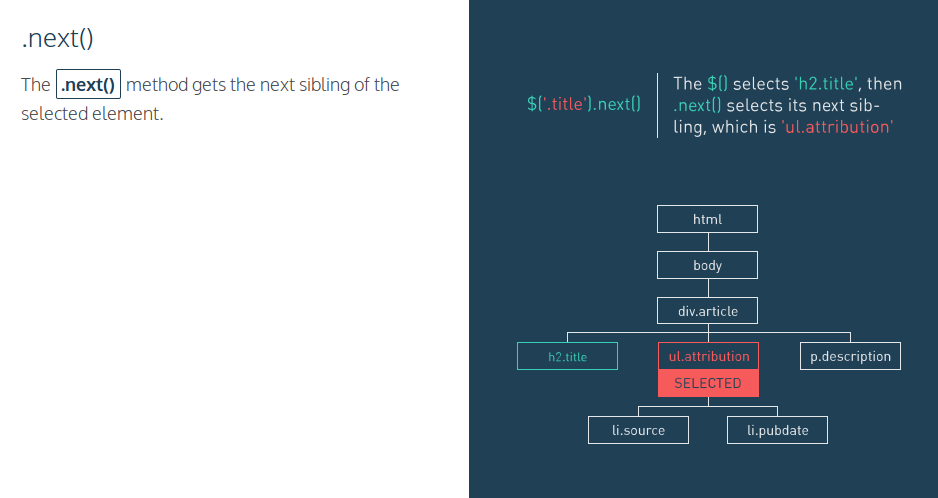 .next()
The .next() method gets the next sibling of the
selected element.
$('.title').next()
The $() selects 'h2.title', then
.next() selects its next sib-
ling, which is 'ul.attribution'
html
body
div.article
h2.title
ul.attribution
p.description
SELECTED
li.source
li.pubdate